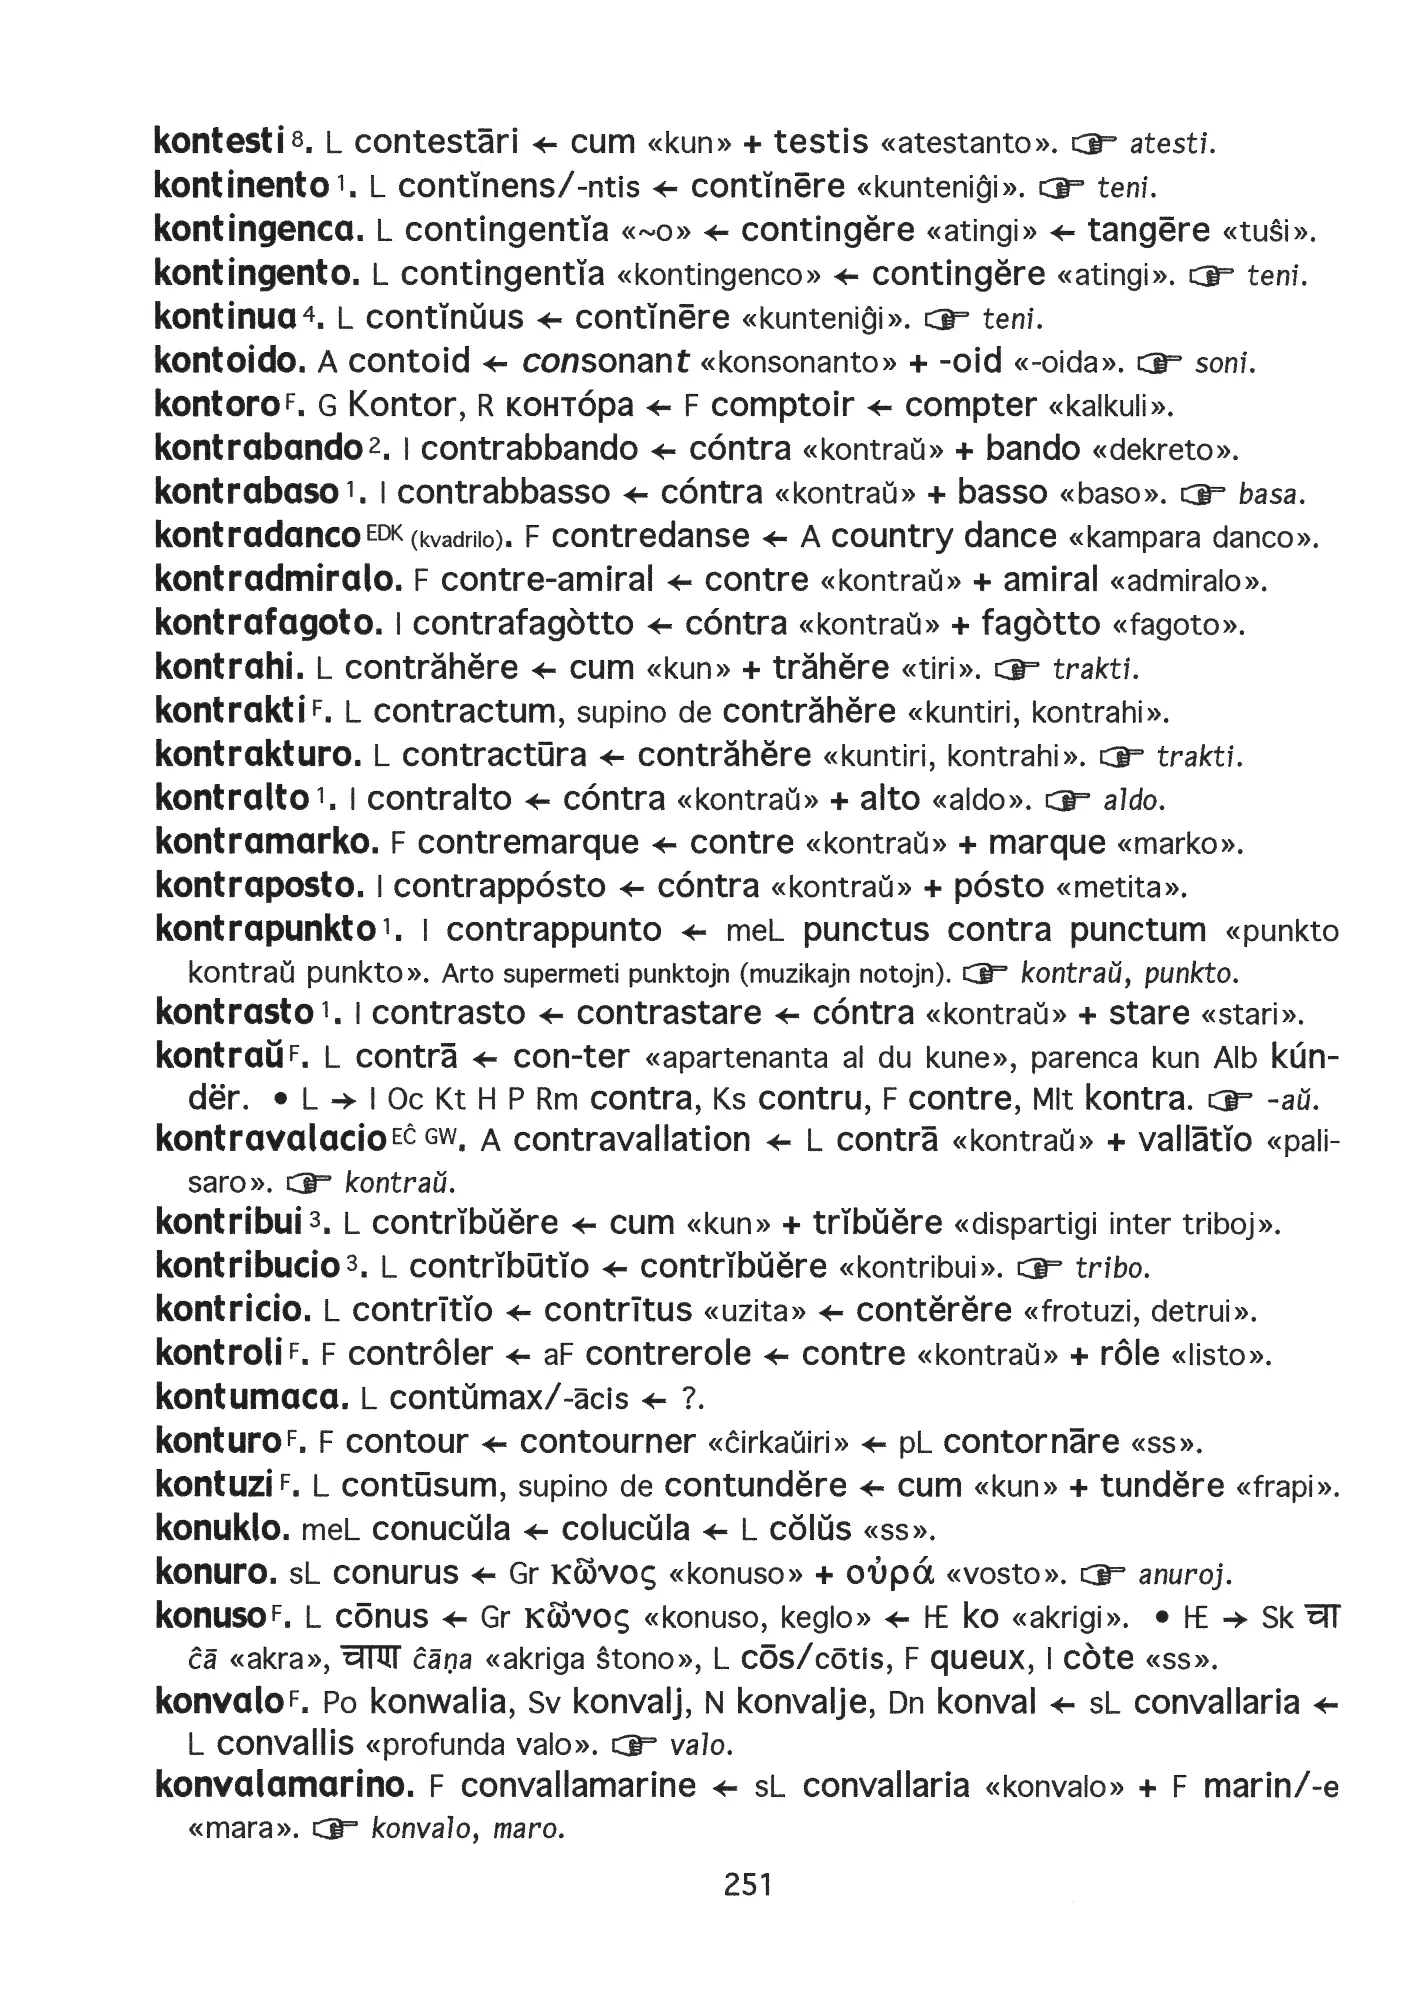 kontesti 8. L contestāri ← cum «kun» + testis «atestanto». ☞ atesti.
kontinento 1. L contĭnens/-ntis ← contĭnēre «kunteniĝi». ☞ teni.
kontingenca. L contingentĭa «~o» ← contingĕre «atingi» ← tangēre «tuŝi».
kontingento. L contingentĭa «kontingenco» ← contingĕre «atingi». ☞ teni.
kontinua 4. L contĭnŭus ← contĭnēre «kunteniĝi». ☞ teni.
kontoido. A contoid ← consonant «konsonanto» + -oid «-oida». ☞ soni.
kontoro F. G Kontor, R контóра ← F comptoir ← compter «kalkuli».
kontrabando 2. I contrabbando ← cóntra «kontraŭ» + bando «dekreto».
kontrabaso 1. I contrabbasso ← cóntra «kontraŭ» + basso «baso». ☞ basa.
kontradanco EDK (kvadrilo). F contredanse ← A country dance «kampara danco».
kontradmiralo. F contre-amiral ← contre «kontraŭ» + amiral «admiralo».
kontrafagoto. I contrafagòtto ← cóntra «kontraŭ» + fagòtto «fagoto».
kontrahi. L contrăhĕre ← cum «kun» + trăhĕre «tiri». ☞ trakti.
kontrakti F. L contractum, supino de contrăhĕre «kuntiri, kontrahi».
kontrakturo. L contractūra ← contrăhĕre «kuntiri, kontrahi». ☞ trakti.
kontralto 1. I contralto ← cóntra «kontraŭ» + alto «aldo». ☞ aldo.
kontramarko. F contremarque ← contre «kontraŭ» + marque «marko».
kontraposto. I contrappósto ← cóntra «kontraŭ» + pósto «metita».
kontrapunkto 1. I contrappunto ← meL punctus contra punctum «punkto
kontraŭ punkto». Arto supermeti punktojn (muzikajn notojn). ☞ kontraŭ, punkto.
kontrasto 1. I contrasto ← contrastare ← cóntra «kontraŭ» + stare «stari».
kontraŭ F. L contrā ← con-ter «apartenanta al du kune», parenca kun Alb kún-
dër. • L → I Oc Kt H P Rm contra, Ks contru, F contre, Mlt kontra. ☞ -aŭ.
kontravalacio EĈ GW. A contravallation ← L contrā «kontraŭ» + vallātĭo «pali-
saro». ☞ kontraŭ.
kontribui 3. L contrĭbŭĕre ← cum «kun» + trĭbŭĕre «dispartigi inter triboj».
kontribucio 3. L contrĭbūtĭo ← contrĭbŭĕre «kontribui». ☞ tribo.
kontricio. L contrītĭo ← contrītus «uzita» ← contĕrĕre «frotuzi, detrui».
kontroli F. F contrôler ← aF contrerole ← contre «kontraŭ» + rôle «listo».
kontumaca. L contŭmax/-ācis ← ?.
konturo F. F contour ← contourner «ĉirkaŭiri» ← pL contornāre «ss».
kontuzi F. L contūsum, supino de contundĕre ← cum «kun» + tundĕre «frapi».
konuklo. meL conucŭla ← colucŭla ← L cŏlŭs «ss».
konuro. sL conurus ← Gr κῶνος «konuso» + οὐρά «vosto». ☞ anuroj.
konuso F. L cōnus ← Gr κῶνος «konuso, keglo» ← IE ko «akrigi». • IE → Sk चा
ĉā «akra», चाण ĉāṇa «akriga ŝtono», L cōs/cōtis, F queux, I còte «ss».
konvalo F. Po konwalia, Sv konvalj, N konvalje, Dn konval ← sL convallaria ←
L convallis «profunda valo». ☞ valo.
konvalamarino. F convallamarine ← sL convallaria «konvalo» + F marin/-e
«mara». ☞ konvalo, maro.
251